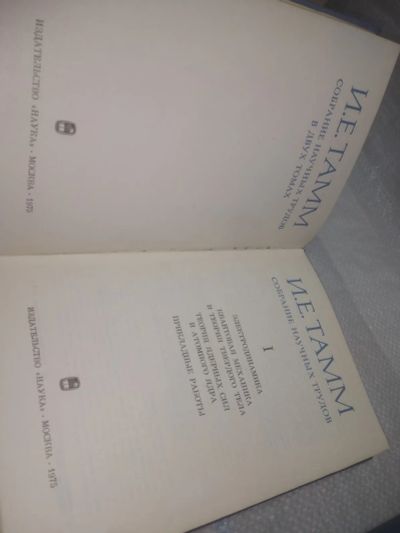 И.Е. ТАММ
СОБРАНИЕ НАУЧНЫХ ТРУДОВ
В ДВУХ ТОМАХ
ИЗДАТЕЛЬСТВО «НАУКА» · МОСКВА · 1975
И.Е. ТАММ
СОБРАНИЕ НАУЧНЫХ ТРУДОВ
I
ЭЛЕКТРОДИНАМИКА
КВАНТОВАЯ МЕХАНИКА
И ТЕОРИЯ ТВЕРДОГО ТЕЛА
ТЕОРИЯ ЯДЕРНЫХ СИЛ
И АТОМНОГО ЯДРА
ПРИКЛАДНЫЕ РАБОТЫ
ИЗДАТЕЛЬСТВО «НАУКА» · МОСКВА · 1975